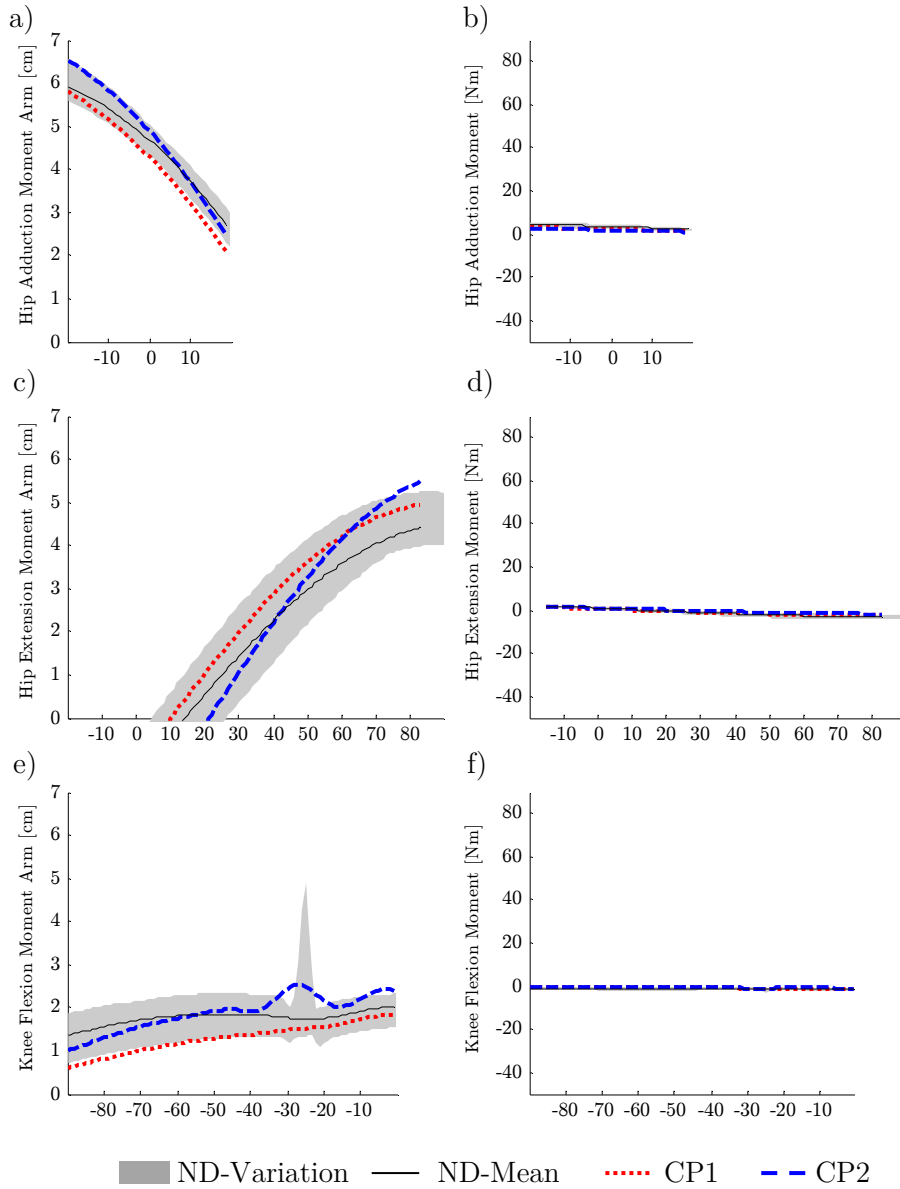 a)
Hip Adduction Moment Arm [cm]
7
6
5
4
3
2
1
0
-10 0 10
b)
Hip Adduction Moment [Nm]
80
60
40
20
0
-20
-40
-10 0 10
c)
Hip Extension Moment Arm [cm]
7
6
5
4
3
2
1
0
-10 0 10 20 30 40 50 60 70 80
d)
Hip Extension Moment [Nm]
80
60
40
20
0
-20
-40
-10 0 10 20 30 40 50 60 70 80
e)
Knee Flexion Moment Arm [cm]
7
6
5
4
3
2
1
0
-80 -70 -60 -50 -40 -30 -20 -10
f)
Knee Flexion Moment [Nm]
80
60
40
20
0
-20
-40
-80 -70 -60 -50 -40 -30 -20 -10
ND-Variation ND-Mean CP1 CP2